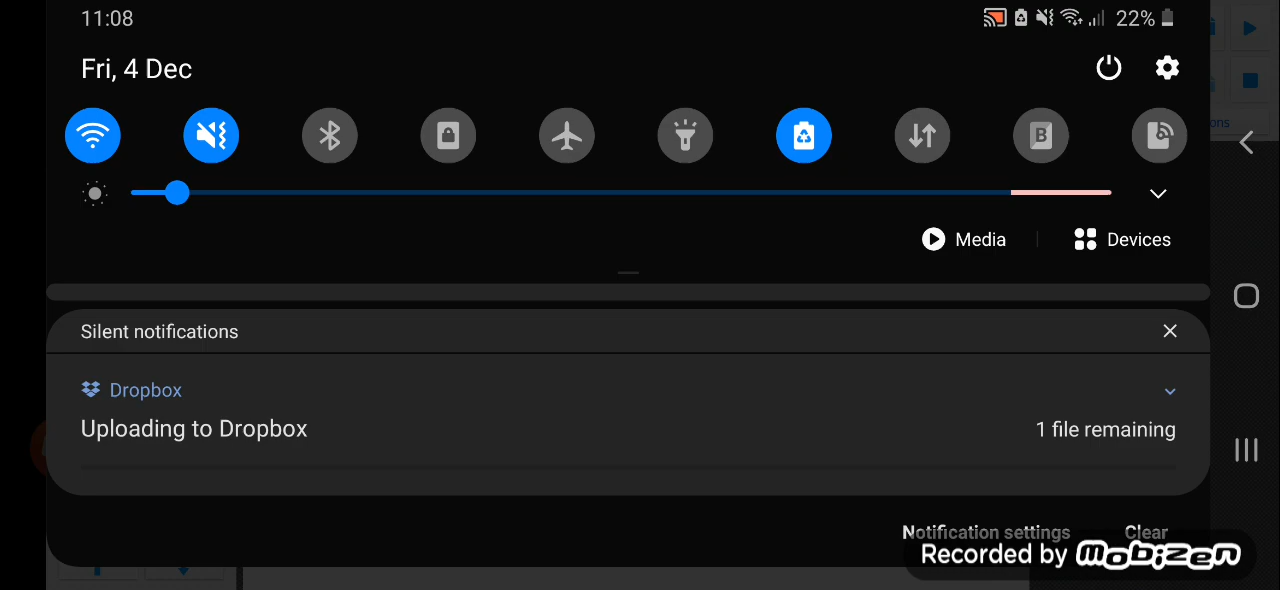 11:08
22%
Fri, 4 Dec
B
ons
Media
Devices
Silent notifications
Dropbox
Uploading to Dropbox
1 file remaining
Notification settings
Clear
Recorded by mobizen